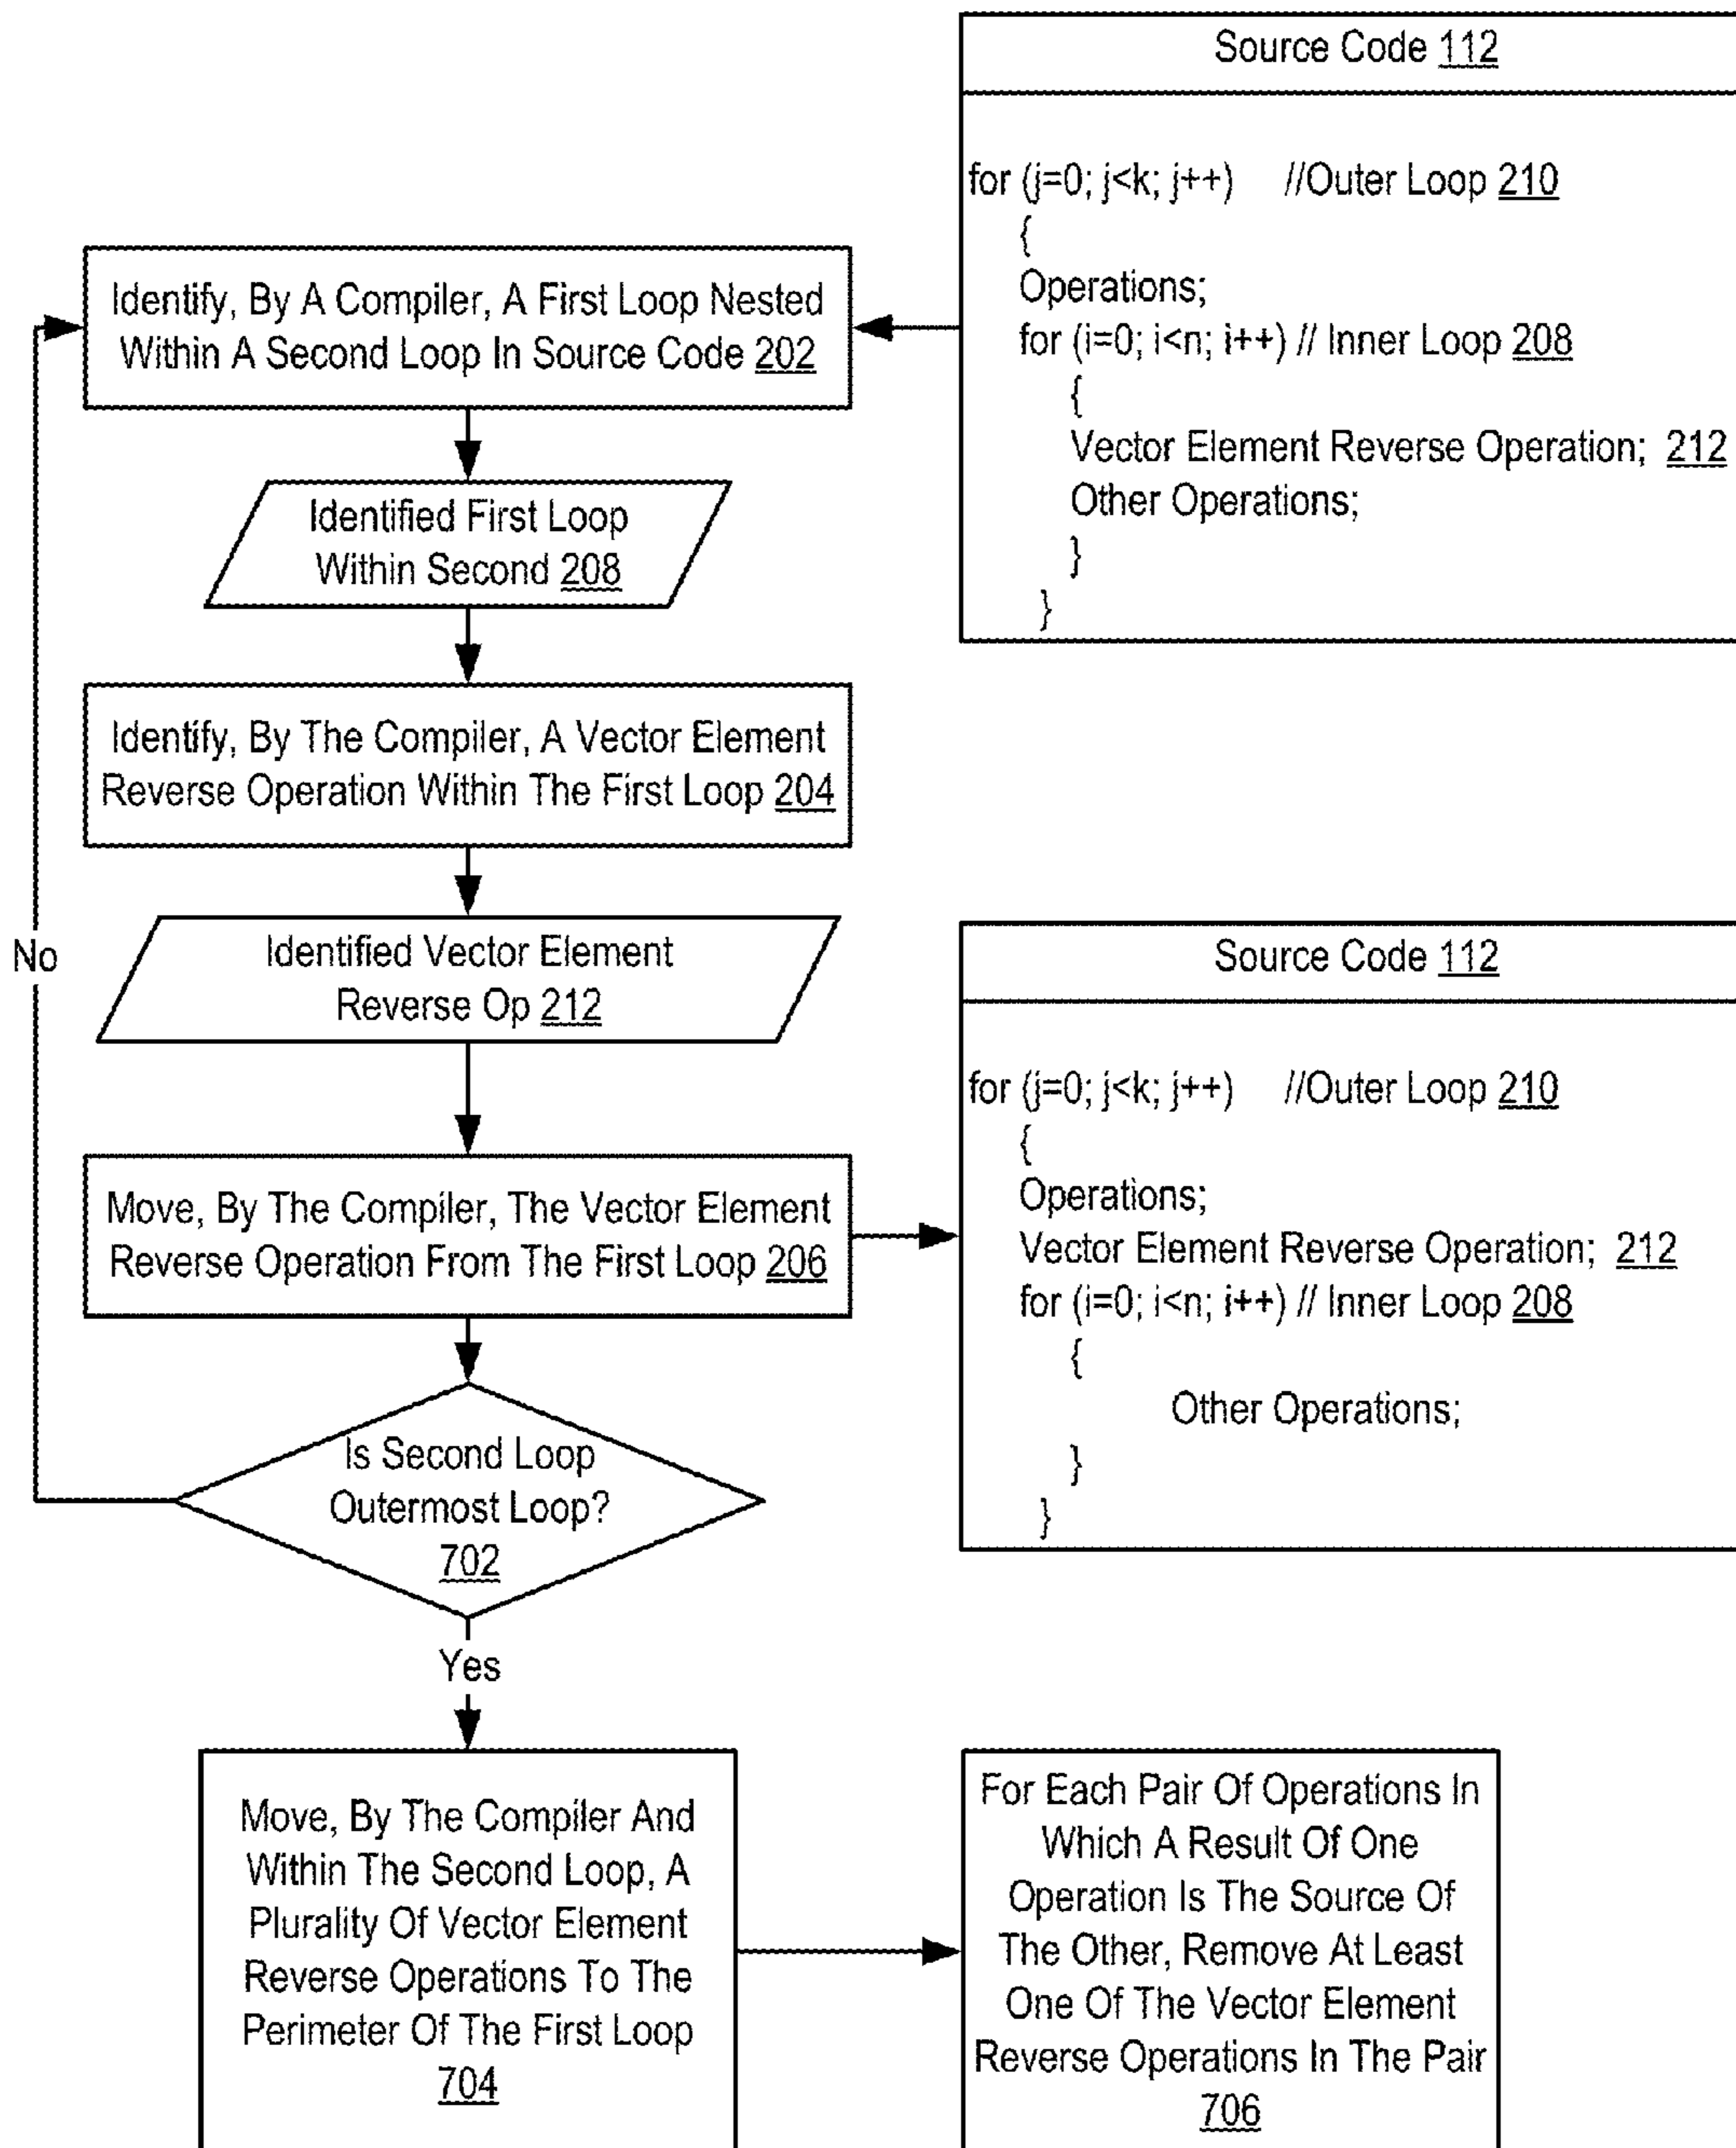 Source Code 112
for (j=0; j<k; j++) //Outer Loop 210
{
Operations;
for (i=0; i<n; i++) // Inner Loop 208
{
Vector Element Reverse Operation; 212
Other Operations;
}
}
Identify, By A Compiler, A First Loop Nested
Within A Second Loop In Source Code 202
Identified First Loop
Within Second 208
Identify, By The Compiler, A Vector Element
Reverse Operation Within The First Loop 204
Identified Vector Element
Reverse Op 212
No
Move, By The Compiler, The Vector Element
Reverse Operation From The First Loop 206
Source Code 112
for (j=0; j<k; j++) //Outer Loop 210
{
Operations;
Vector Element Reverse Operation; 212
for (i=0; i<n; i++) // Inner Loop 208
{
Other Operations;
}
}
Is Second Loop
Outermost Loop?
702
Yes
Move, By The Compiler And
Within The Second Loop, A
Plurality Of Vector Element
Reverse Operations To The
Perimeter Of The First Loop
704
For Each Pair Of Operations In
Which A Result Of One
Operation Is The Source Of
The Other, Remove At Least
One Of The Vector Element
Reverse Operations In The Pair
706